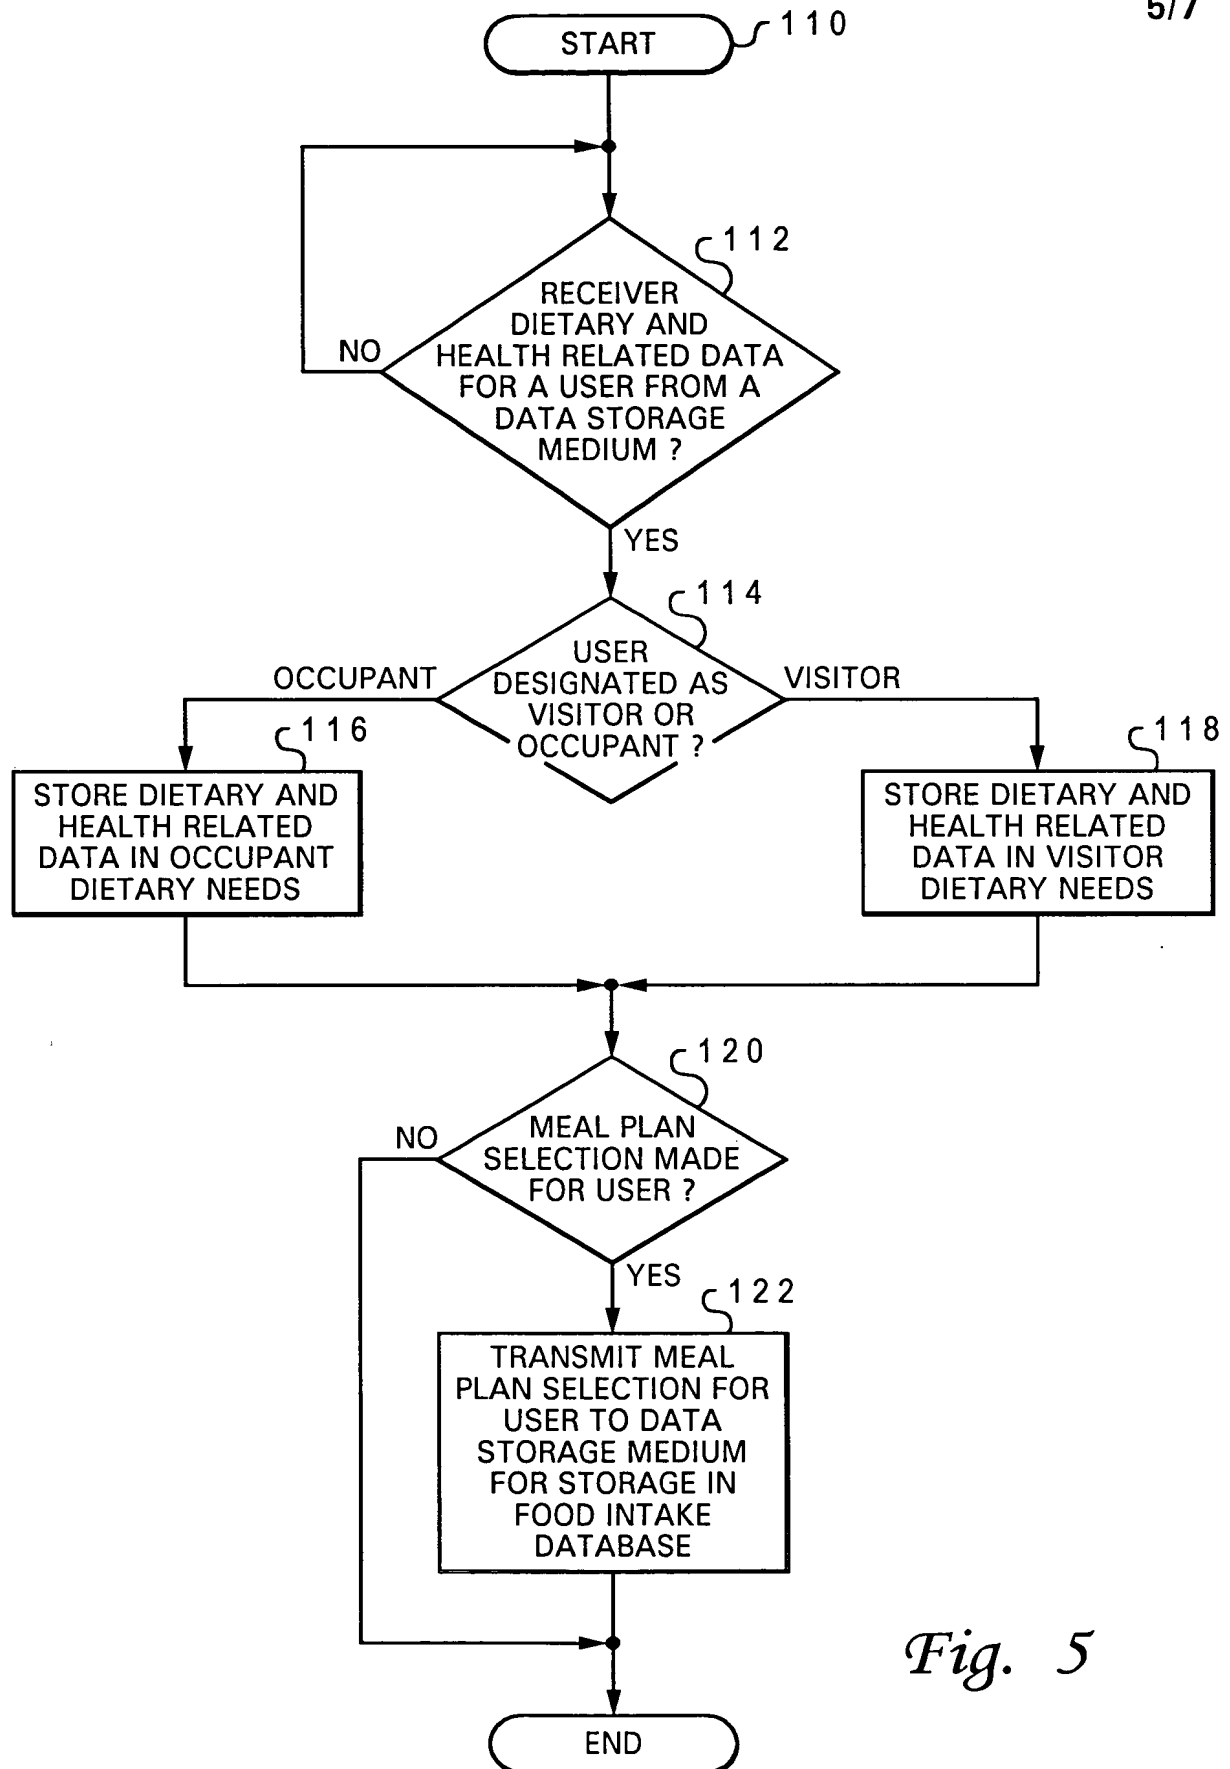 5/7
START
110
112
RECEIVER
DIETARY AND
HEALTH RELATED DATA
FOR A USER FROM A
DATA STORAGE
MEDIUM ?
NO
YES
114
USER
DESIGNATED AS
VISITOR OR
OCCUPANT ?
OCCUPANT
VISITOR
116
STORE DIETARY AND
HEALTH RELATED
DATA IN OCCUPANT
DIETARY NEEDS
118
STORE DIETARY AND
HEALTH RELATED
DATA IN VISITOR
DIETARY NEEDS
120
MEAL PLAN
SELECTION MADE
FOR USER ?
NO
YES
122
TRANSMIT MEAL
PLAN SELECTION FOR
USER TO DATA
STORAGE MEDIUM
FOR STORAGE IN
FOOD INTAKE
DATABASE
END
Fig. 5